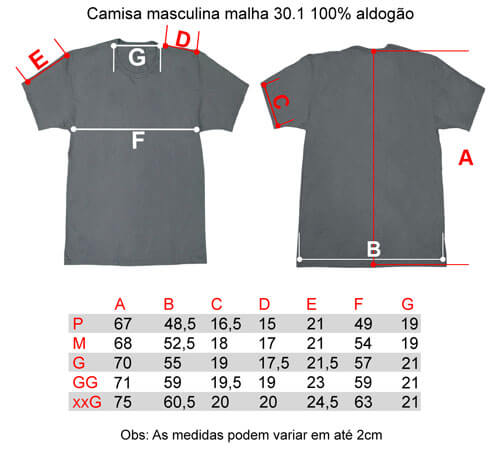 Camisa masculina malha 30.1 100% aldogão
E
G
D
F
C
A
B
A B C D E F G
P 67 48,5 16,5 15 21 49 19
M 68 52,5 18 17 21 54 19
G 70 55 19 17,5 21,5 57 21
GG 71 59 19,5 19 23 59 21
xxG 75 60,5 20 20 24,5 63 21
Obs: As medidas podem variar em até 2cm